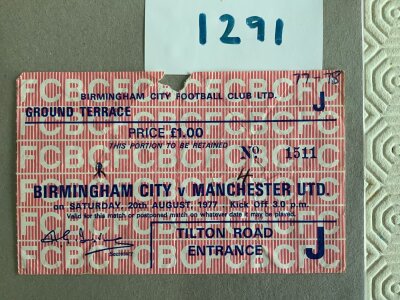 1291
77-78
BIRMINGHAM CITY FOOTBALL CLUB LTD.
GROUND TERRACE
J
PRICE £1.00
THIS PORTION TO BE RETAINED
No. 1511
4
BIRMINGHAM CITY v MANCHESTER UTD.
on SATURDAY, 20th AUGUST, 1977 Kick Off 3.0 p.m.
Valid for this match or postponed match on whatever date it may be played.
Secretary
TILTON ROAD
ENTRANCE
J